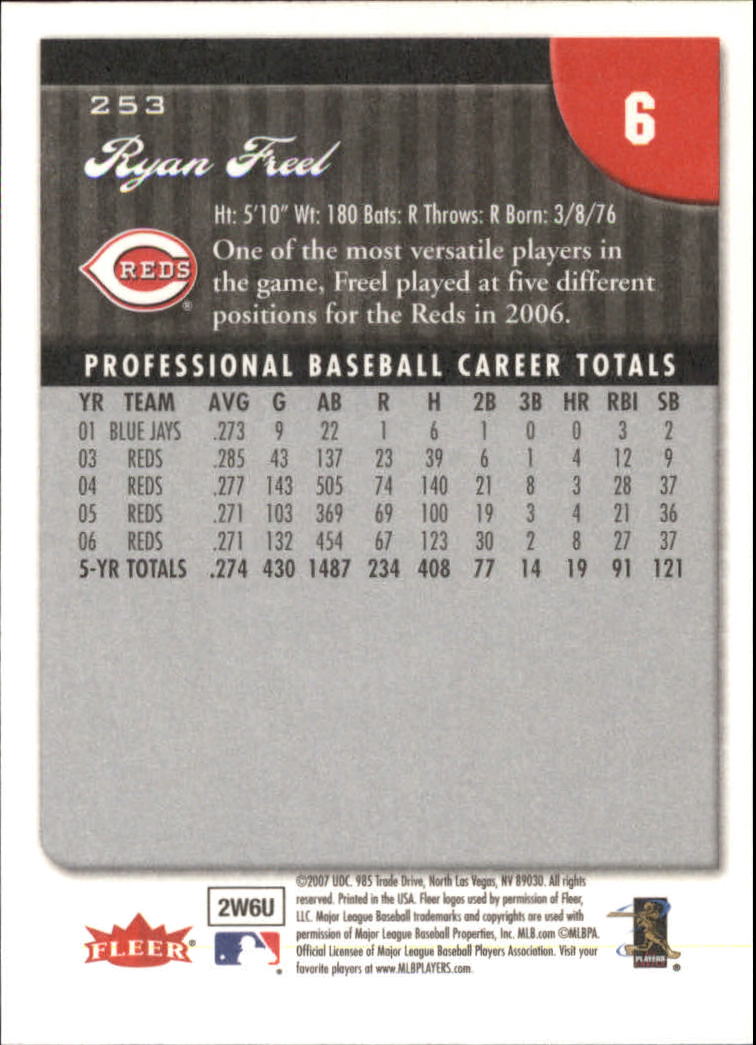 253
6
Ryan Freel
Ht: 5'10" Wt: 180 Bats: R Throws: R Born: 3/8/76
REDS
®
One of the most versatile players in
the game, Freel played at five different
positions for the Reds in 2006.
PROFESSIONAL BASEBALL CAREER TOTALS
YR TEAM AVG G AB R H 2B 3B HR RBI SB
01 BLUE JAYS .273 9 22 1 6 1 0 0 3 2
03 REDS .285 43 137 23 39 6 1 4 12 9
04 REDS .277 143 505 74 140 21 8 3 28 37
05 REDS .271 103 369 69 100 19 3 4 21 36
06 REDS .271 132 454 67 123 30 2 8 27 37
5-YR TOTALS .274 430 1487 234 408 77 14 19 91 121
©2007 UDC. 985 Trade Drive, North Las Vegas, NV 89030. All rights
reserved. Printed in the USA. Fleer logos used by permission of Fleer,
LLC. Major League Baseball trademarks and copyrights are used with
permission of Major League Baseball Properties, Inc. MLB.com ©MLBPA.
Official Licensee of Major League Baseball Players Association. Visit your
favorite players at www.MLBPLAYERS.com.
2W6U
FLEER®
®
PLAYERS
®